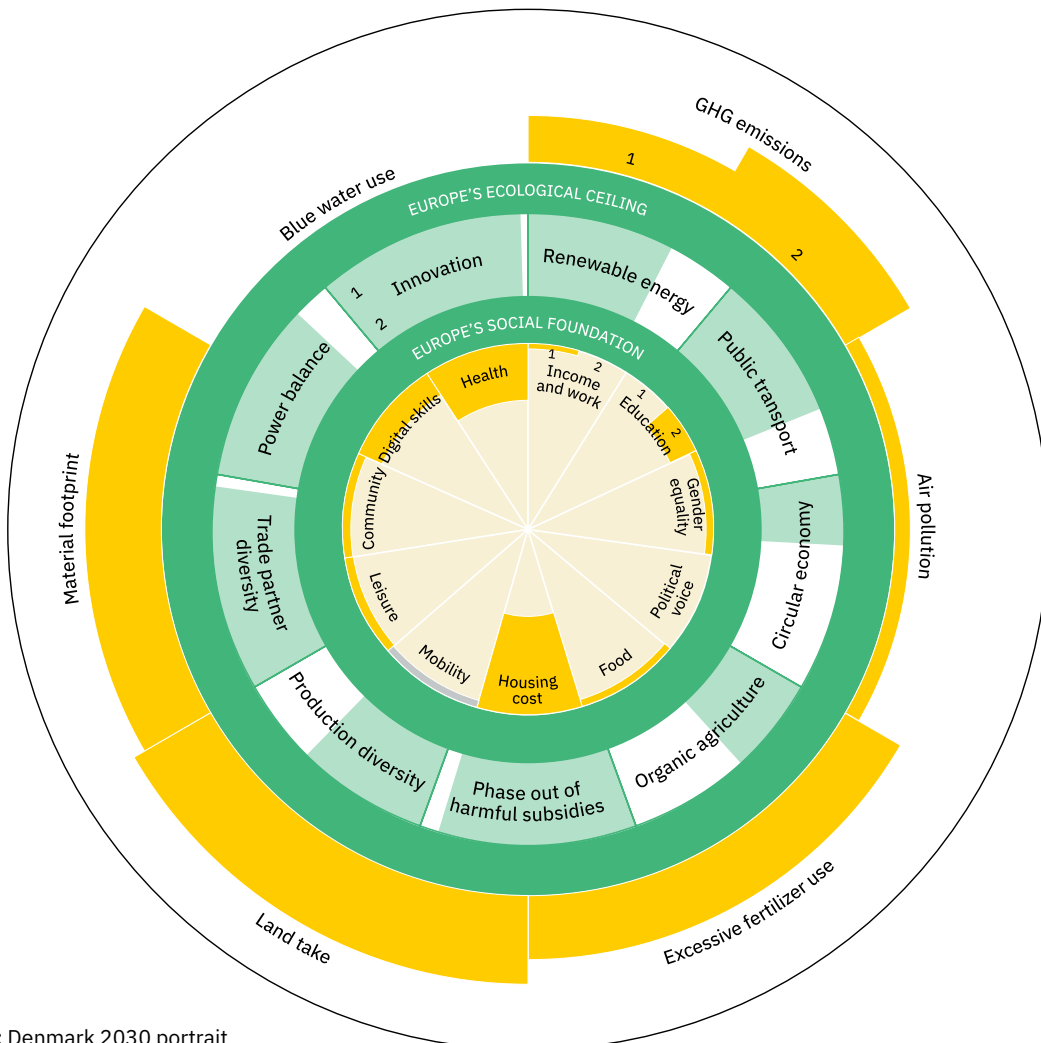 GHG emissions
1
2
Blue water use
EUROPE'S ECOLOGICAL CEILING
Innovation
1
2
Renewable energy
Public transport
Power balance
EUROPE'S SOCIAL FOUNDATION
Health
1
2
Income
and work
1
Education
2
Digital skills
Community
Gender
equality
Material footprint
Air pollution
Trade partner
diversity
Circular economy
Leisure
Political
voice
Mobility
Housing
cost
Food
Production diversity
Organic agriculture
Phase out of
harmful subsidies
Land take
Excessive fertilizer use
: Denmark 2030 portrait